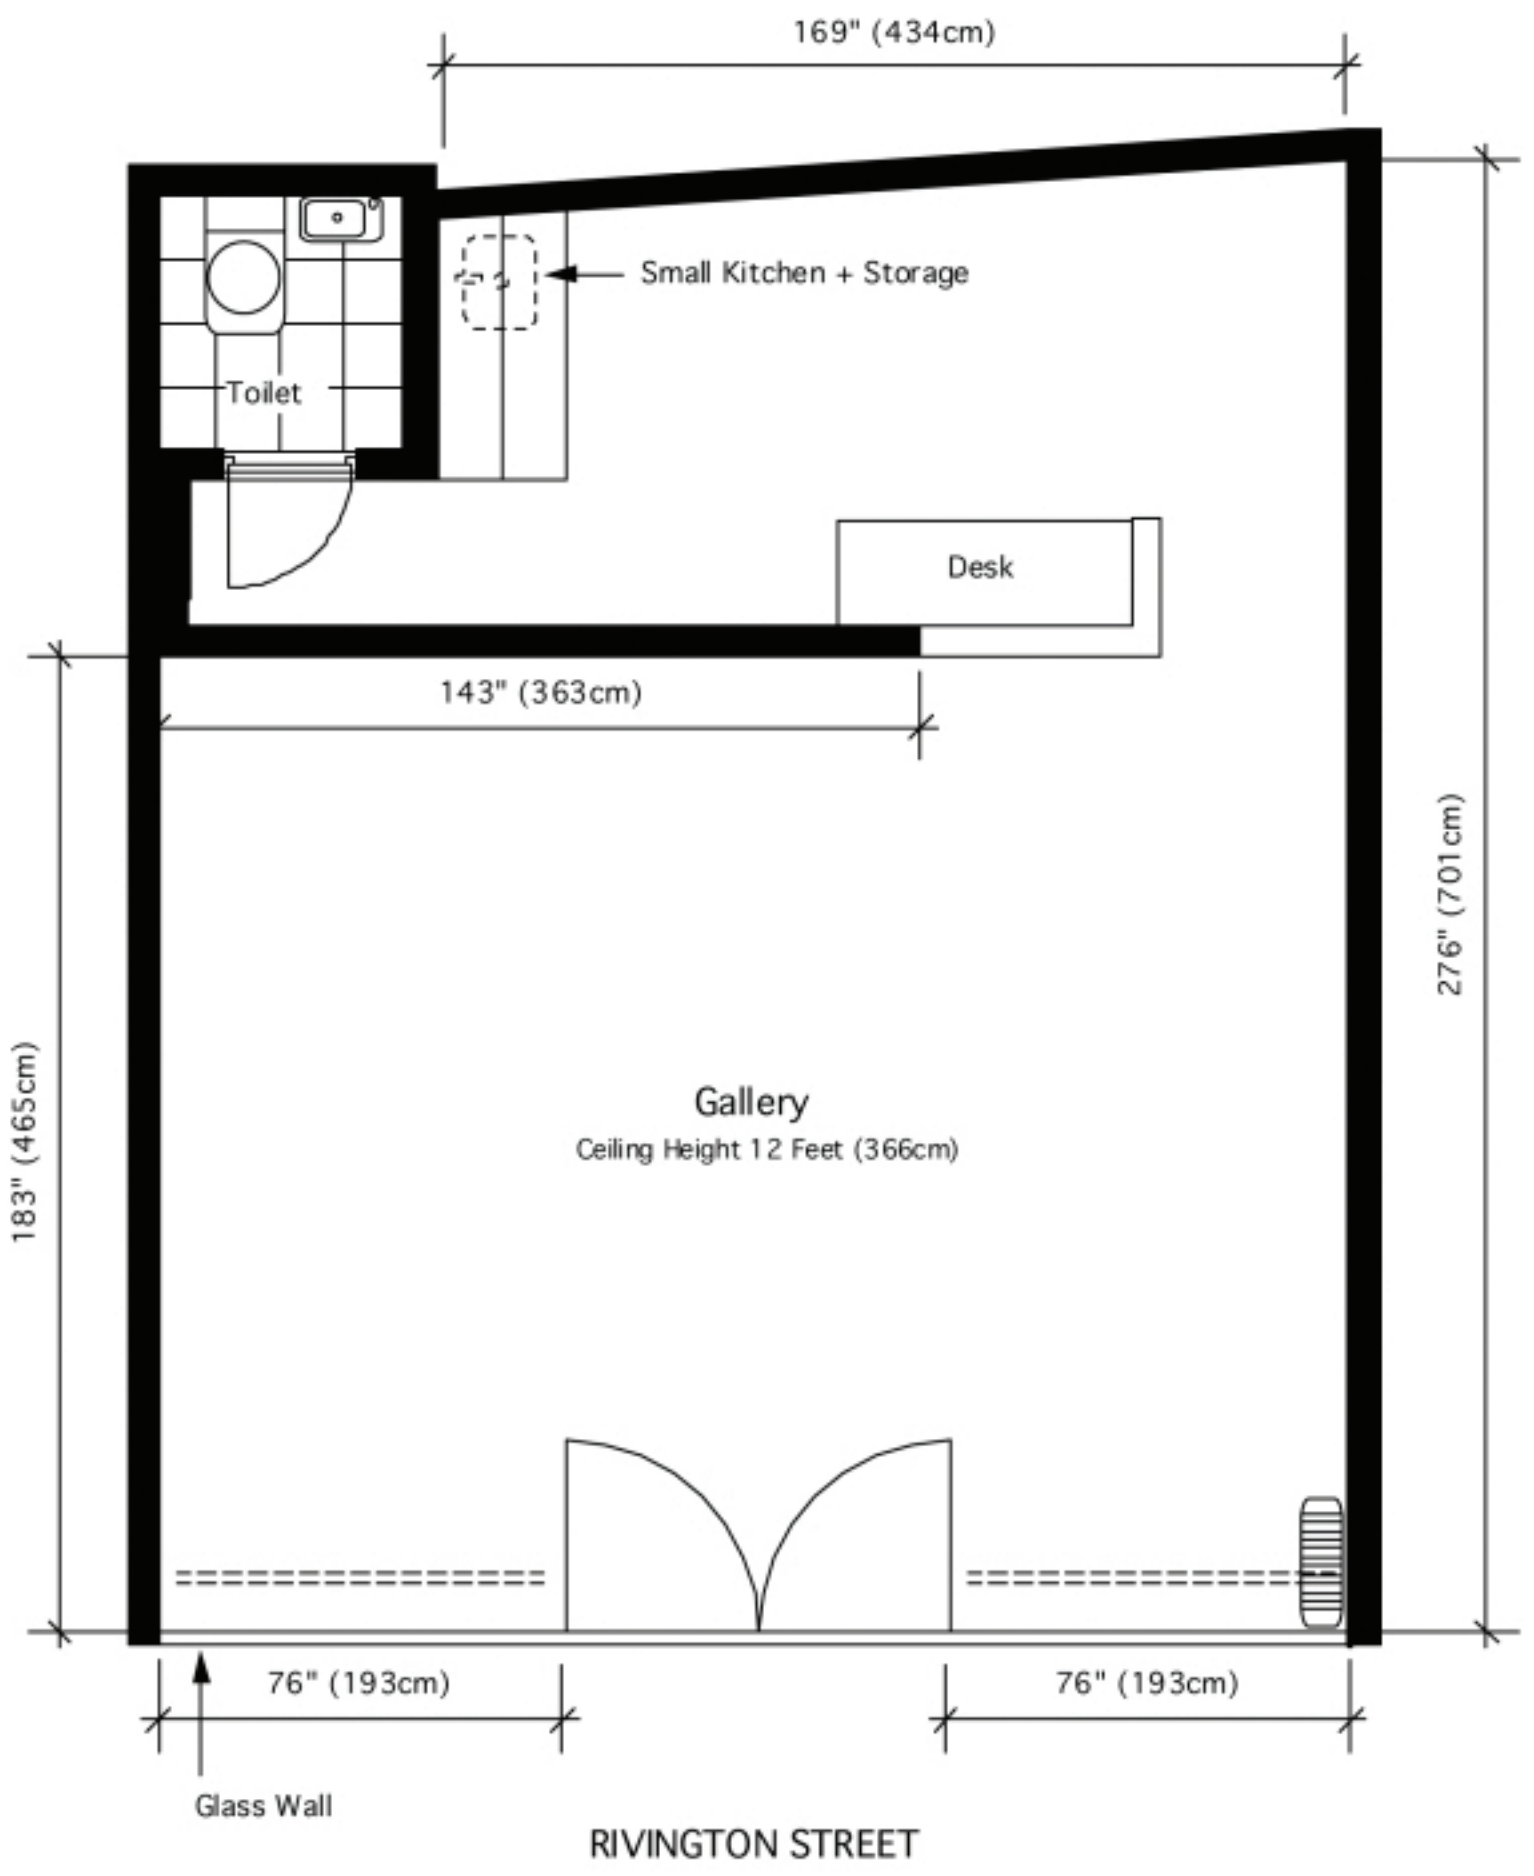 169" (434cm)
Small Kitchen + Storage
Toilet
Desk
143" (363cm)
276" (701cm)
183" (465cm)
Gallery
Ceiling Height 12 Feet (366cm)
76" (193cm)
76" (193cm)
Glass Wall
RIVINGTON STREET